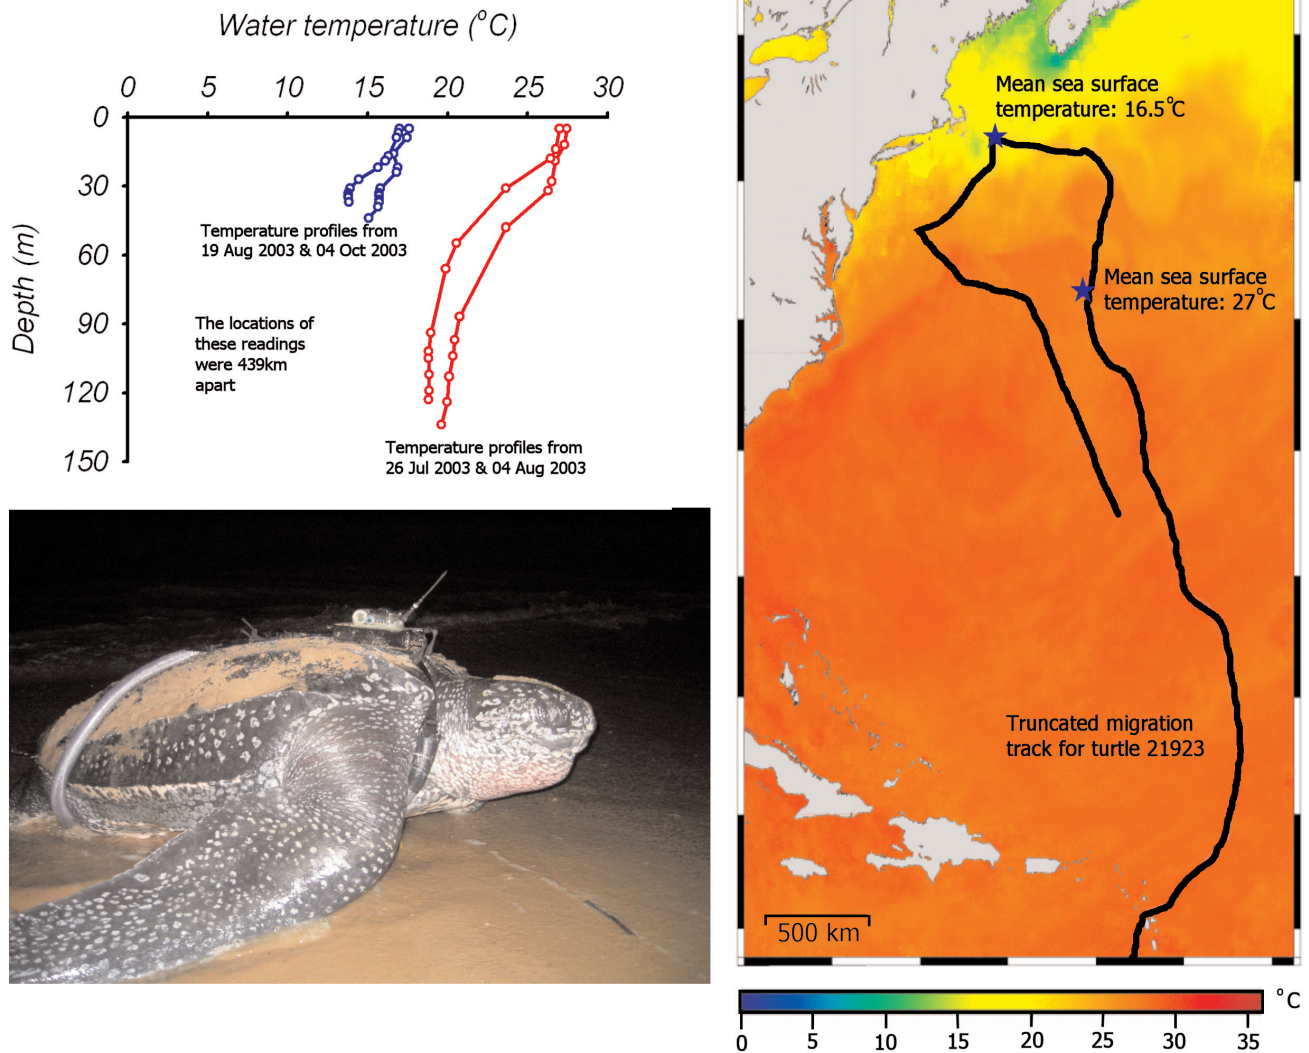 Water temperature (°C)
0 5 10 15 20 25 30
0
30
60
90
120
150
Depth (m)
Temperature profiles from
19 Aug 2003 & 04 Oct 2003
The locations of
these readings
were 439km
apart
Temperature profiles from
26 Jul 2003 & 04 Aug 2003
Mean sea surface
temperature: 16.5°C
Mean sea surface
temperature: 27°C
Truncated migration
track for turtle 21923
500 km
°C
0 5 10 15 20 25 30 35